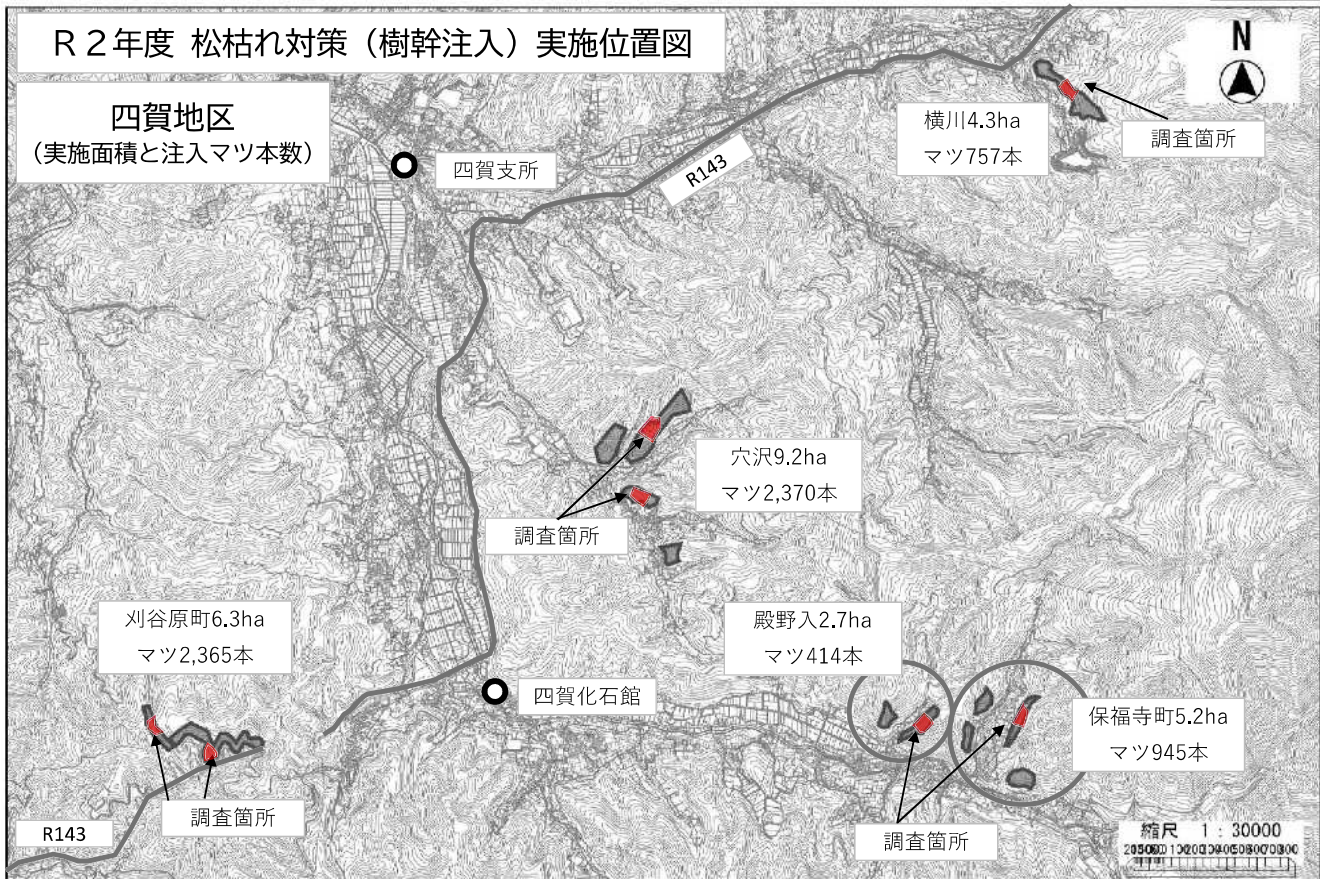 R２年度 松枯れ対策（樹幹注入）実施位置図
四賀地区
（実施面積と注入マツ本数）
N
四賀支所
R143
横川4.3ha
マツ757本
調査箇所
穴沢9.2ha
マツ2,370本
調査箇所
刈谷原町6.3ha
マツ2,365本
調査箇所
R143
四賀化石館
殿野入2.7ha
マツ414本
保福寺町5.2ha
マツ945本
調査箇所
縮尺 1：30000